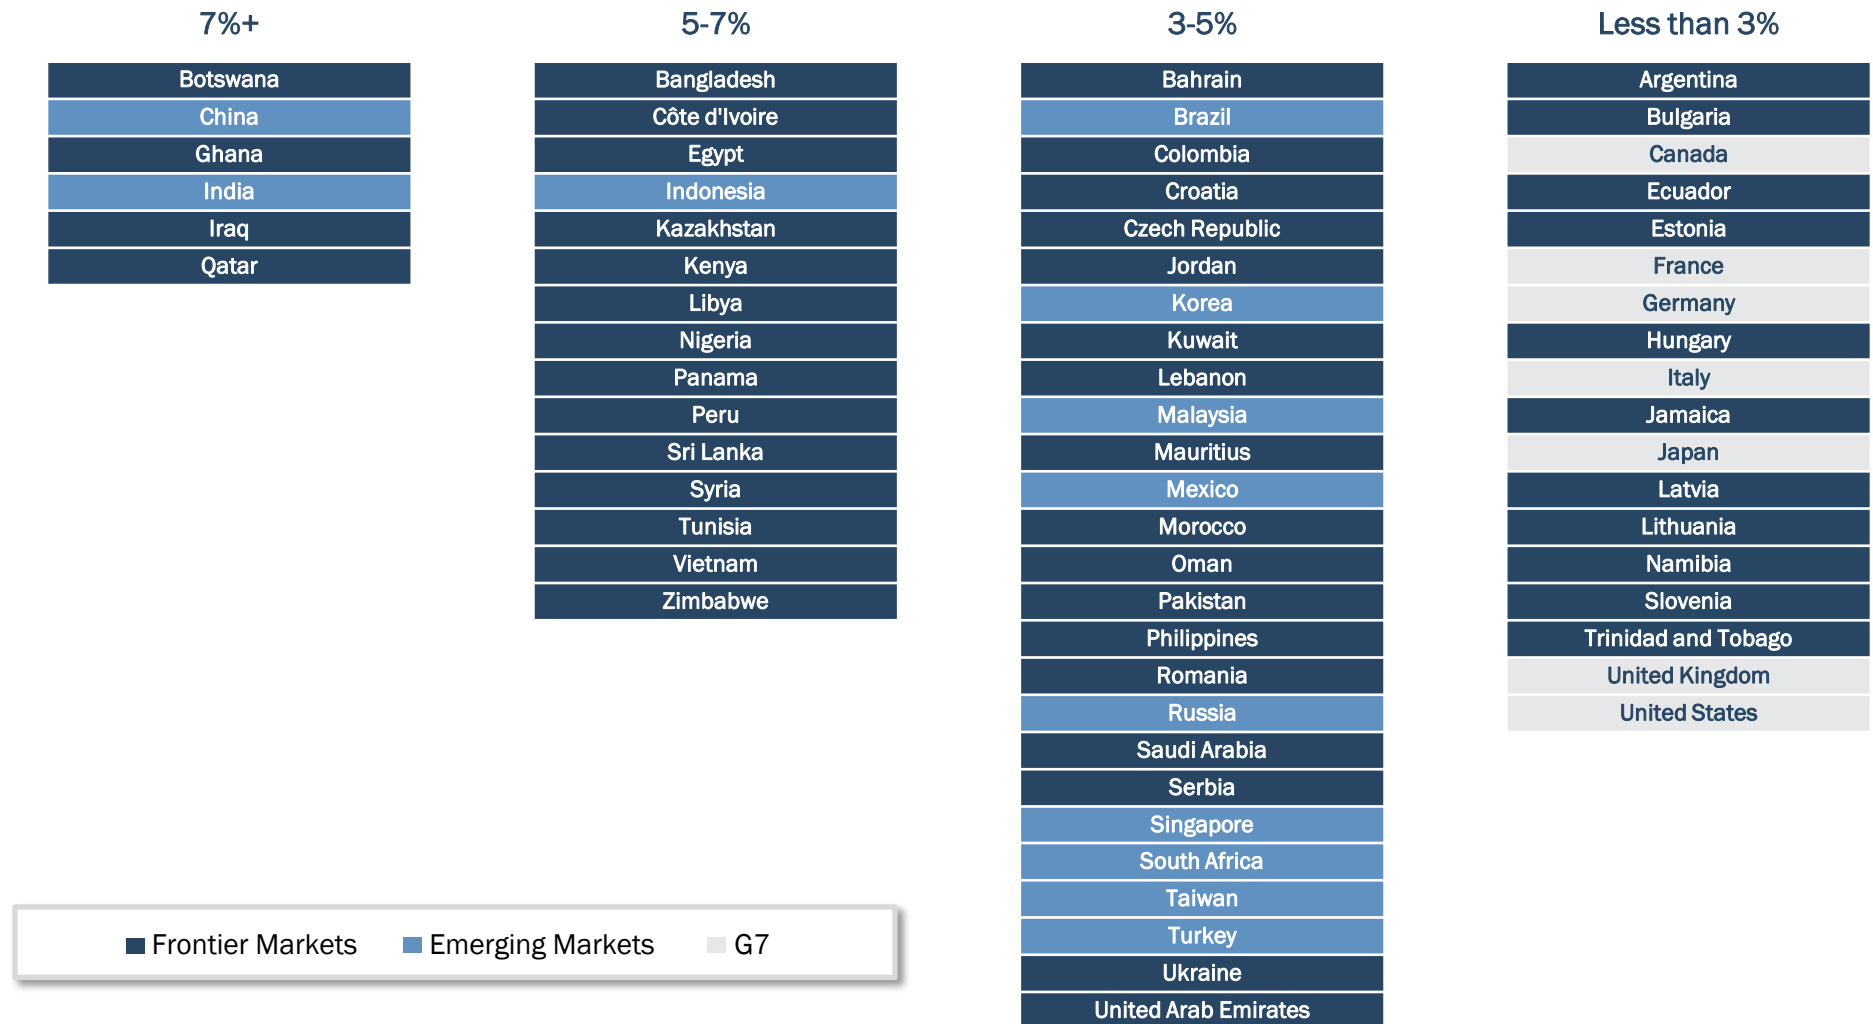 7%+
Botswana
China
Ghana
India
Iraq
Qatar
5-7%
Bangladesh
Côte d'Ivoire
Egypt
Indonesia
Kazakhstan
Kenya
Libya
Nigeria
Panama
Peru
Sri Lanka
Syria
Tunisia
Vietnam
Zimbabwe
3-5%
Bahrain
Brazil
Colombia
Croatia
Czech Republic
Jordan
Korea
Kuwait
Lebanon
Malaysia
Mauritius
Mexico
Morocco
Oman
Pakistan
Philippines
Romania
Russia
Saudi Arabia
Serbia
Singapore
South Africa
Taiwan
Turkey
Ukraine
United Arab Emirates
Less than 3%
Argentina
Bulgaria
Canada
Ecuador
Estonia
France
Germany
Hungary
Italy
Jamaica
Japan
Latvia
Lithuania
Namibia
Slovenia
Trinidad and Tobago
United Kingdom
United States
Frontier Markets
Emerging Markets
G7